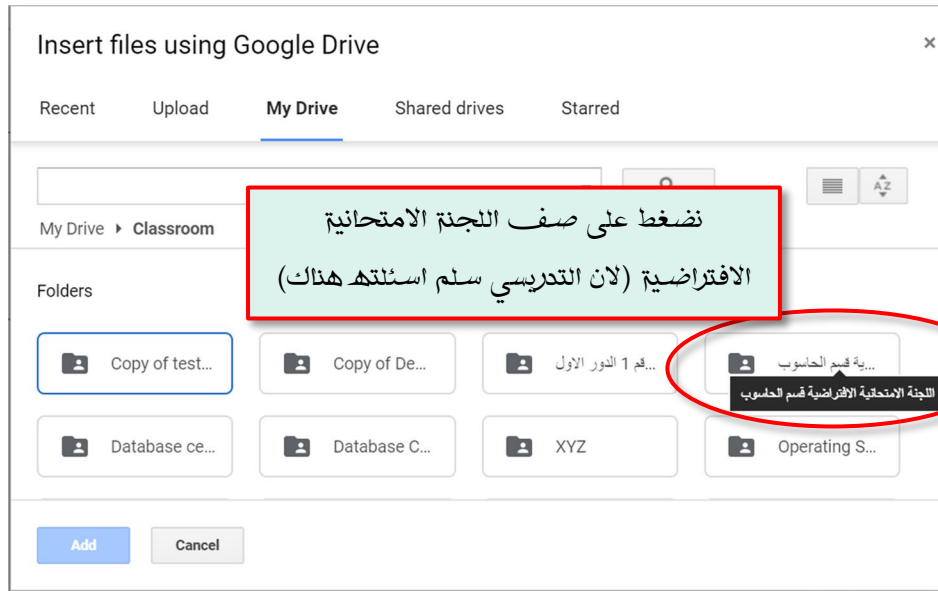 Insert files using Google Drive ×
Recent Upload My Drive Shared drives Starred
AZ
My Drive Classroom
نضغط على صف اللجنة الامتحانية
الافتراضية (لان التدريسي سلم اسئلته هناك)
Folders
Copy of test... Copy of De... ...قم 1 الدور الاول ...ية قسم الحاسوب
اللجنة الامتحانية الافتراضية قسم الحاسوب
Database ce... Database C... XYZ Operating S...
Add Cancel